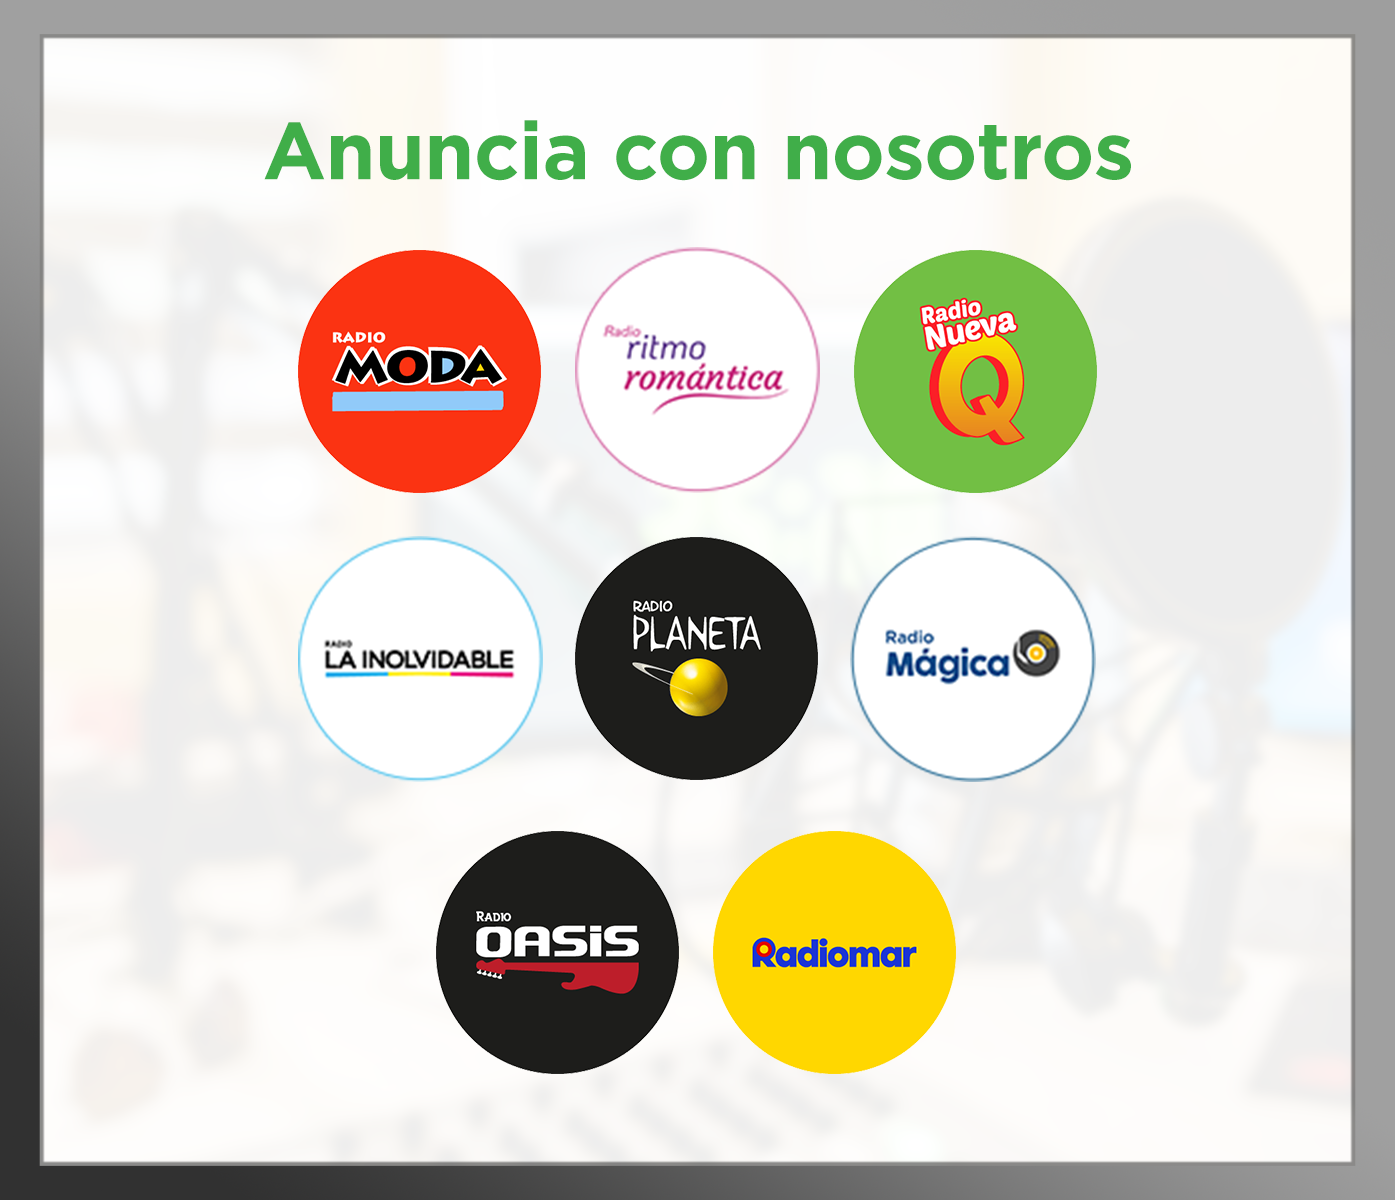 Anuncia con nosotros
RADIO
MODA
Radio
ritmo
romántica
Radio
Nueva
Q
RADIO
LA INOLVIDABLE
RADIO
PLANETA
Radio
Mágica
RADIO
OASiS
Radiomar